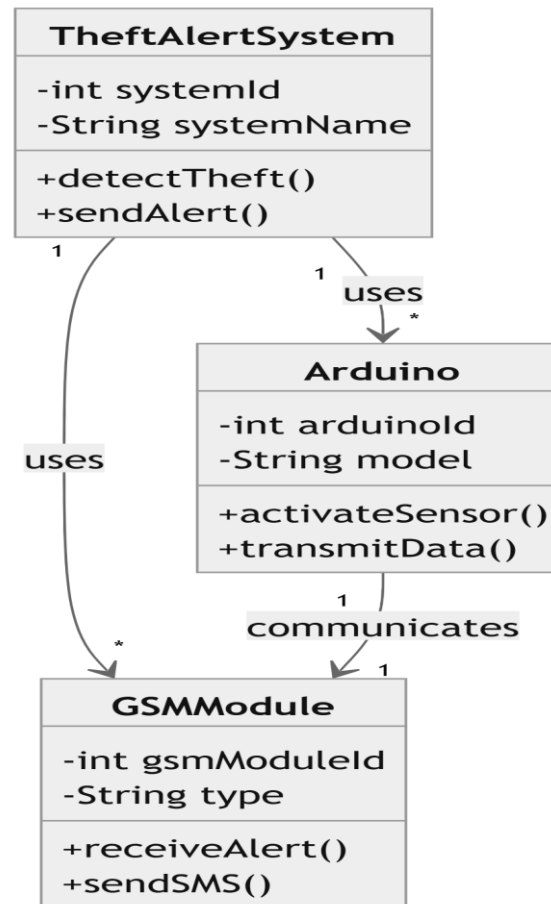 TheftAlertSystem
-int systemId
-String systemName
+detectTheft()
+sendAlert()
1
1
uses
*
Arduino
-int arduinoId
-String model
+activateSensor()
+transmitData()
uses
1
communicates
*
1
GSMModule
-int gsmModuleId
-String type
+receiveAlert()
+sendSMS()